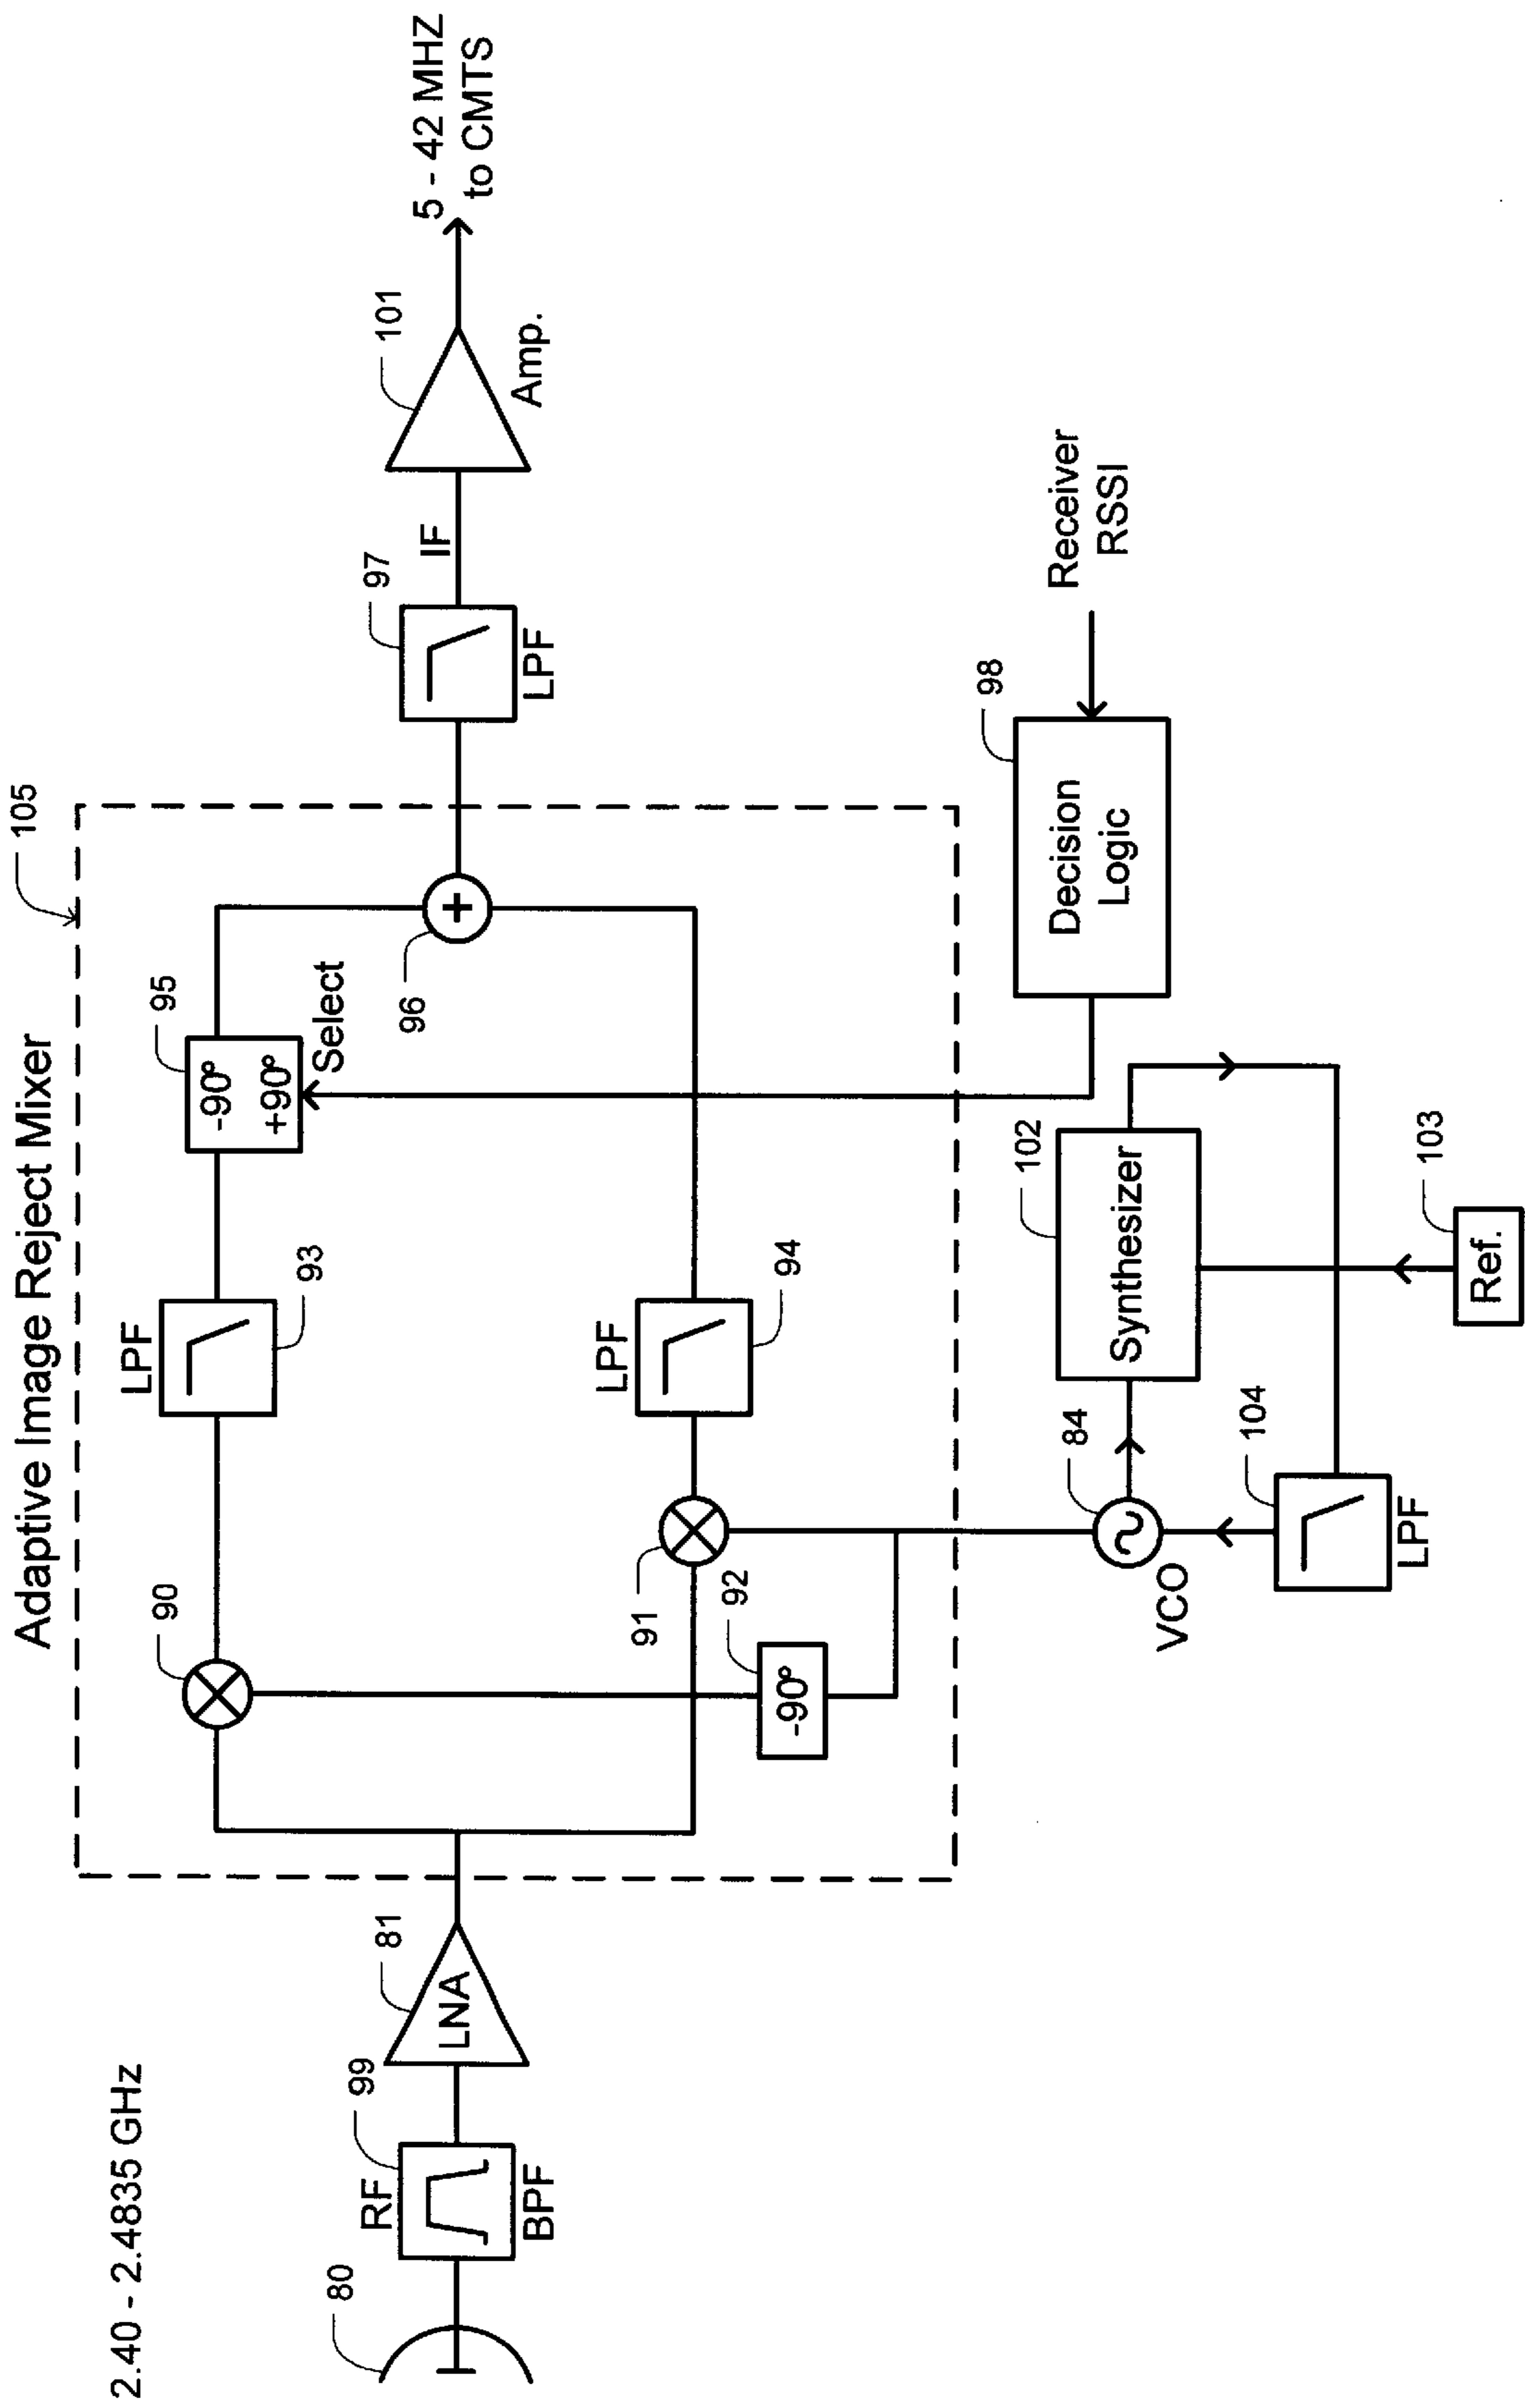 Adaptive Image Reject Mixer
105
2.40 - 2.4835 GHz
80
RF
99
BPF
81
LNA
90
LPF
93
95
-90°
+90°
Select
96
91
92
-90°
LPF
94
97
LPF
IF
101
Amp.
5 - 42 MHZ
to CMTS
98
Decision
Logic
Receiver
RSSI
84
VCO
102
Synthesizer
103
Ref.
104
LPF